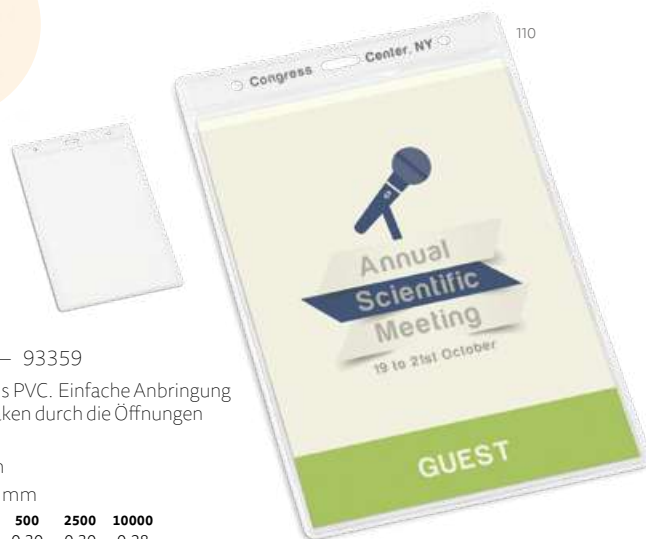 110
Congress Center, NY
Annual
Scientific
Meeting
19 to 21st October
GUEST
– 93359
PVC. Einfache Anbringung
durch die Öffnungen
mm
500 2500 10000